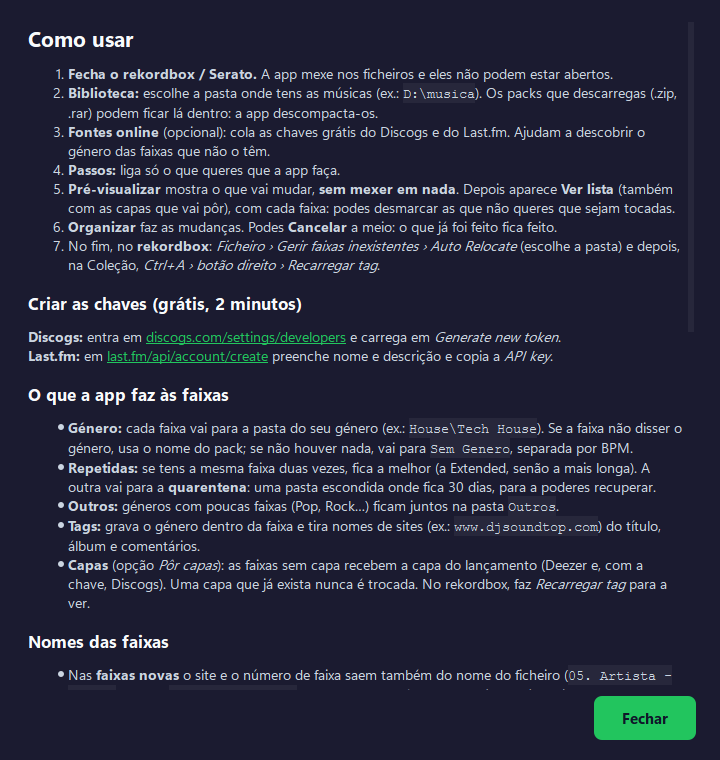 Como usar
1. Fecha o rekordbox / Serato. A app mexe nos ficheiros e eles não podem estar abertos.
2. Biblioteca: escolhe a pasta onde tens as músicas (ex.: D:\musica). Os packs que descarregas (.zip,
.rar) podem ficar lá dentro: a app descompacta-os.
3. Fontes online (opcional): cola as chaves grátis do Discogs e do Last.fm. Ajudam a descobrir o
género das faixas que não o têm.
4. Passos: liga só o que queres que a app faça.
5. Pré-visualizar mostra o que vai mudar, sem mexer em nada. Depois aparece Ver lista (também
com as capas que vai pôr), com cada faixa: podes desmarcar as que não queres que sejam tocadas.
6. Organizar faz as mudanças. Podes Cancelar a meio: o que já foi feito fica feito.
7. No fim, no rekordbox: Ficheiro › Gerir faixas inexistentes › Auto Relocate (escolhe a pasta) e depois,
na Coleção, Ctrl+A › botão direito › Recarregar tag.
Criar as chaves (grátis, 2 minutos)
Discogs: entra em discogs.com/settings/developers e carrega em Generate new token.
Last.fm: em last.fm/api/account/create preenche nome e descrição e copia a API key.
O que a app faz às faixas
• Género: cada faixa vai para a pasta do seu género (ex.: House\Tech House). Se a faixa não disser o
género, usa o nome do pack; se não houver nada, vai para Sem Genero, separada por BPM.
• Repetidas: se tens a mesma faixa duas vezes, fica a melhor (a Extended, senão a mais longa). A
outra vai para a quarentena: uma pasta escondida onde fica 30 dias, para a poderes recuperar.
• Outros: géneros com poucas faixas (Pop, Rock...) ficam juntos na pasta Outros.
• Tags: grava o género dentro da faixa e tira nomes de sites (ex.: www.djsoundtop.com) do título,
álbum e comentários.
• Capas (opção Pôr capas): as faixas sem capa recebem a capa do lançamento (Deezer e, com a
chave, Discogs). Uma capa que já exista nunca é trocada. No rekordbox, faz Recarregar tag para a
ver.
Nomes das faixas
• Nas faixas novas o site e o número de faixa saem também do nome do ficheiro (05. Artista -
Fechar